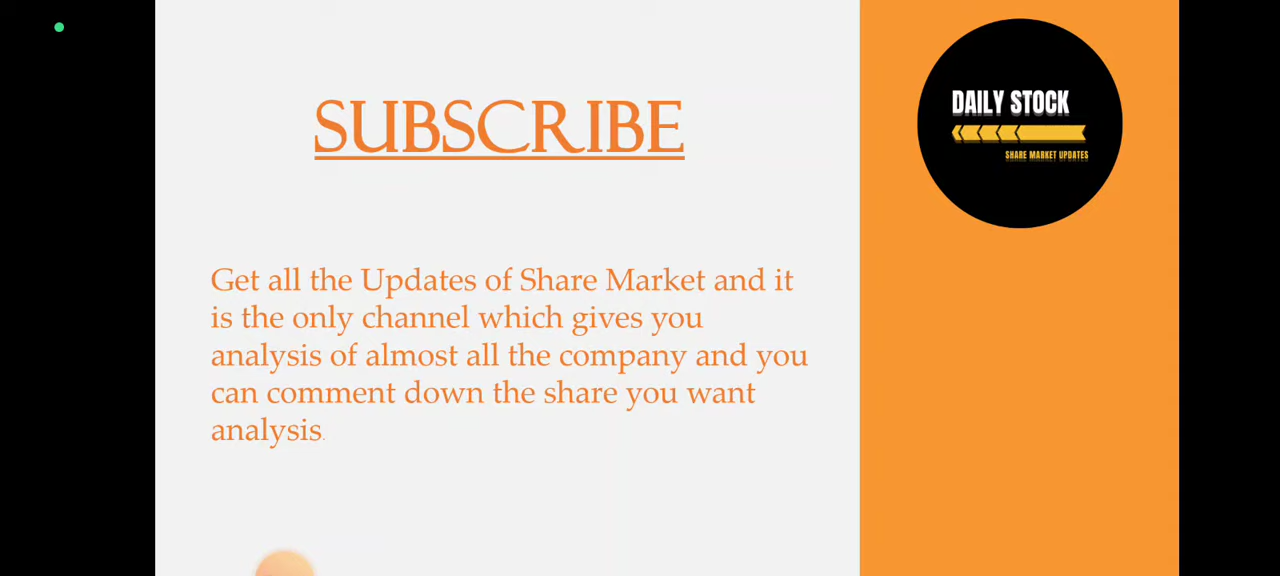 SUBSCRIBE
DAILY STOCK
SHARE MARKET UPDATES
Get all the Updates of Share Market and it
is the only channel which gives you
analysis of almost all the company and you
can comment down the share you want
analysis.